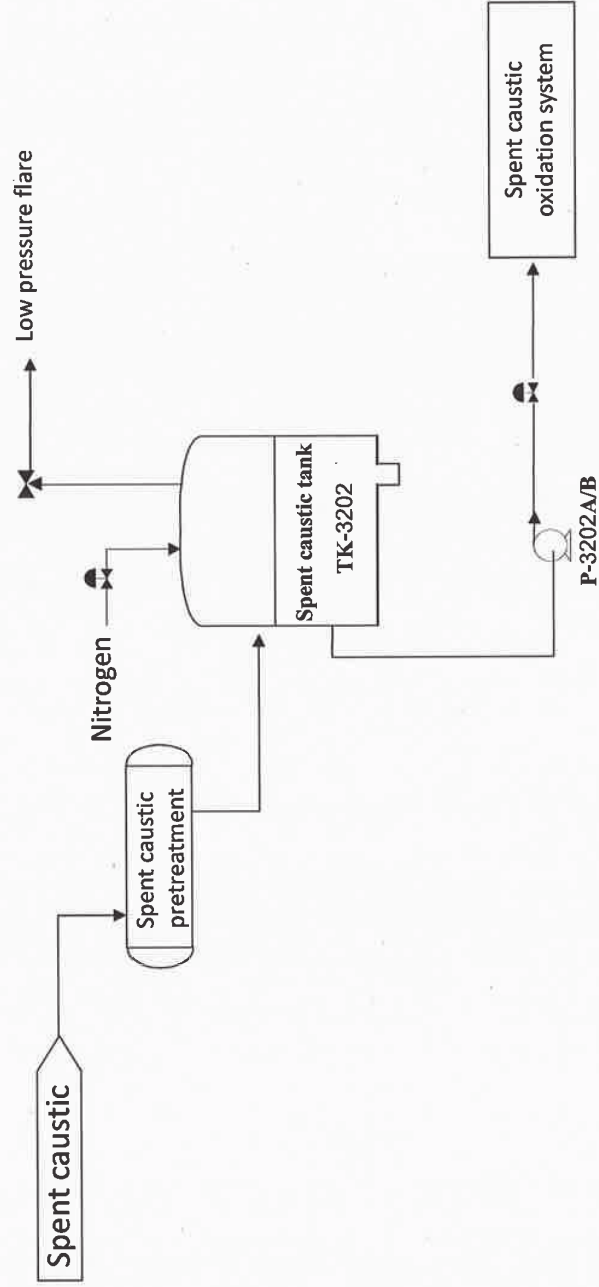 Spent caustic
Spent caustic
pretreatment
Nitrogen
Low pressure flare
Spent caustic tank
TK-3202
P-3202A/B
Spent caustic
oxidation system